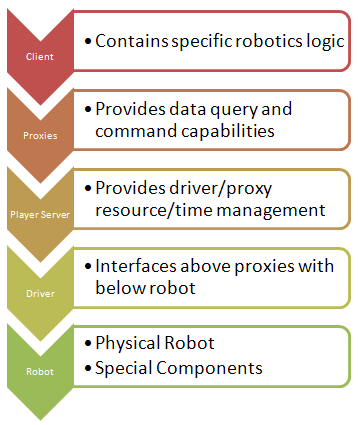 Client
• Contains specific robotics logic
Proxies
• Provides data query and
command capabilities
Player Server
• Provides driver/proxy
resource/time management
Driver
• Interfaces above proxies with
below robot
Robot
• Physical Robot
• Special Components